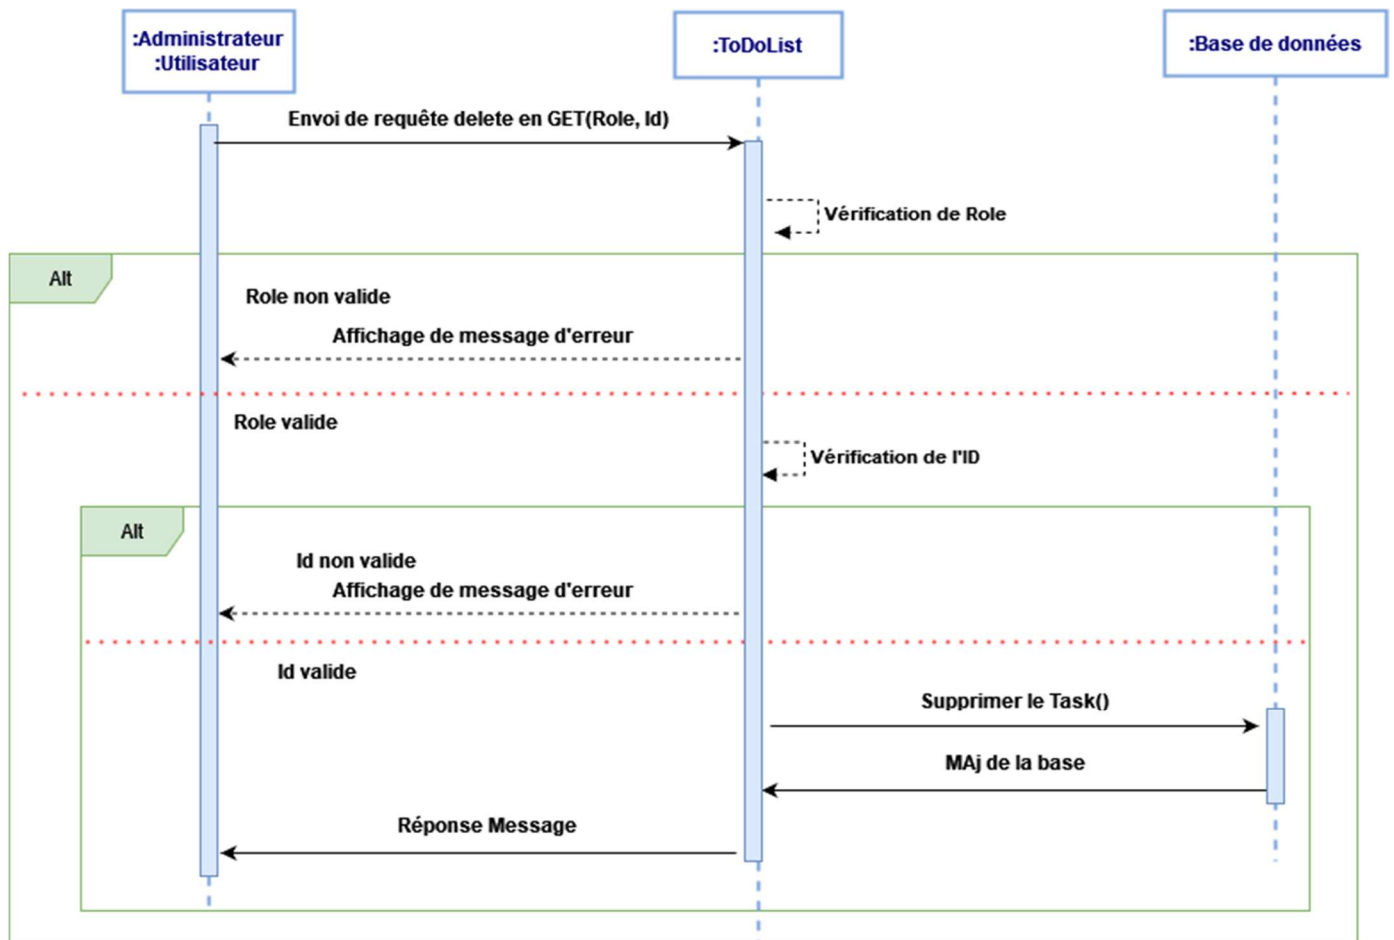 :Administrateur
:Utilisateur
:ToDoList
:Base de données
Envoi de requête delete en GET(Role, Id)
Vérification de Role
Alt
Role non valide
Affichage de message d'erreur
Role valide
Vérification de l'ID
Alt
Id non valide
Affichage de message d'erreur
Id valide
Supprimer le Task()
MAj de la base
Réponse Message